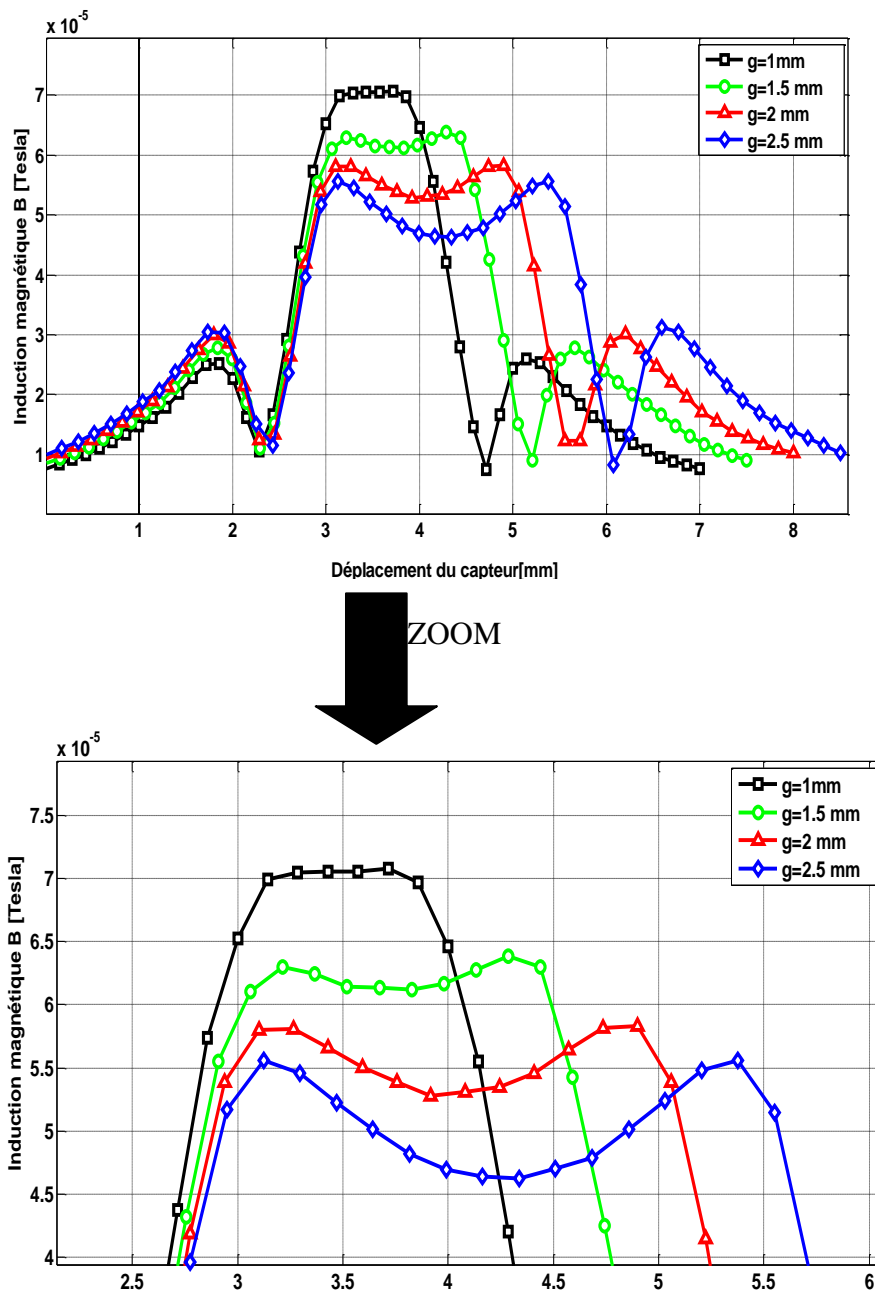 x 10^-5
Induction magnétique B [Tesla]
7
6
5
4
3
2
1
g=1mm
g=1.5 mm
g=2 mm
g=2.5 mm
1 2 3 4 5 6 7 8
Déplacement du capteur[mm]
ZOOM
x 10^-5
Induction magnétique B [Tesla]
7.5
7
6.5
6
5.5
5
4.5
4
g=1mm
g=1.5 mm
g=2 mm
g=2.5 mm
2.5 3 3.5 4 4.5 5 5.5 6